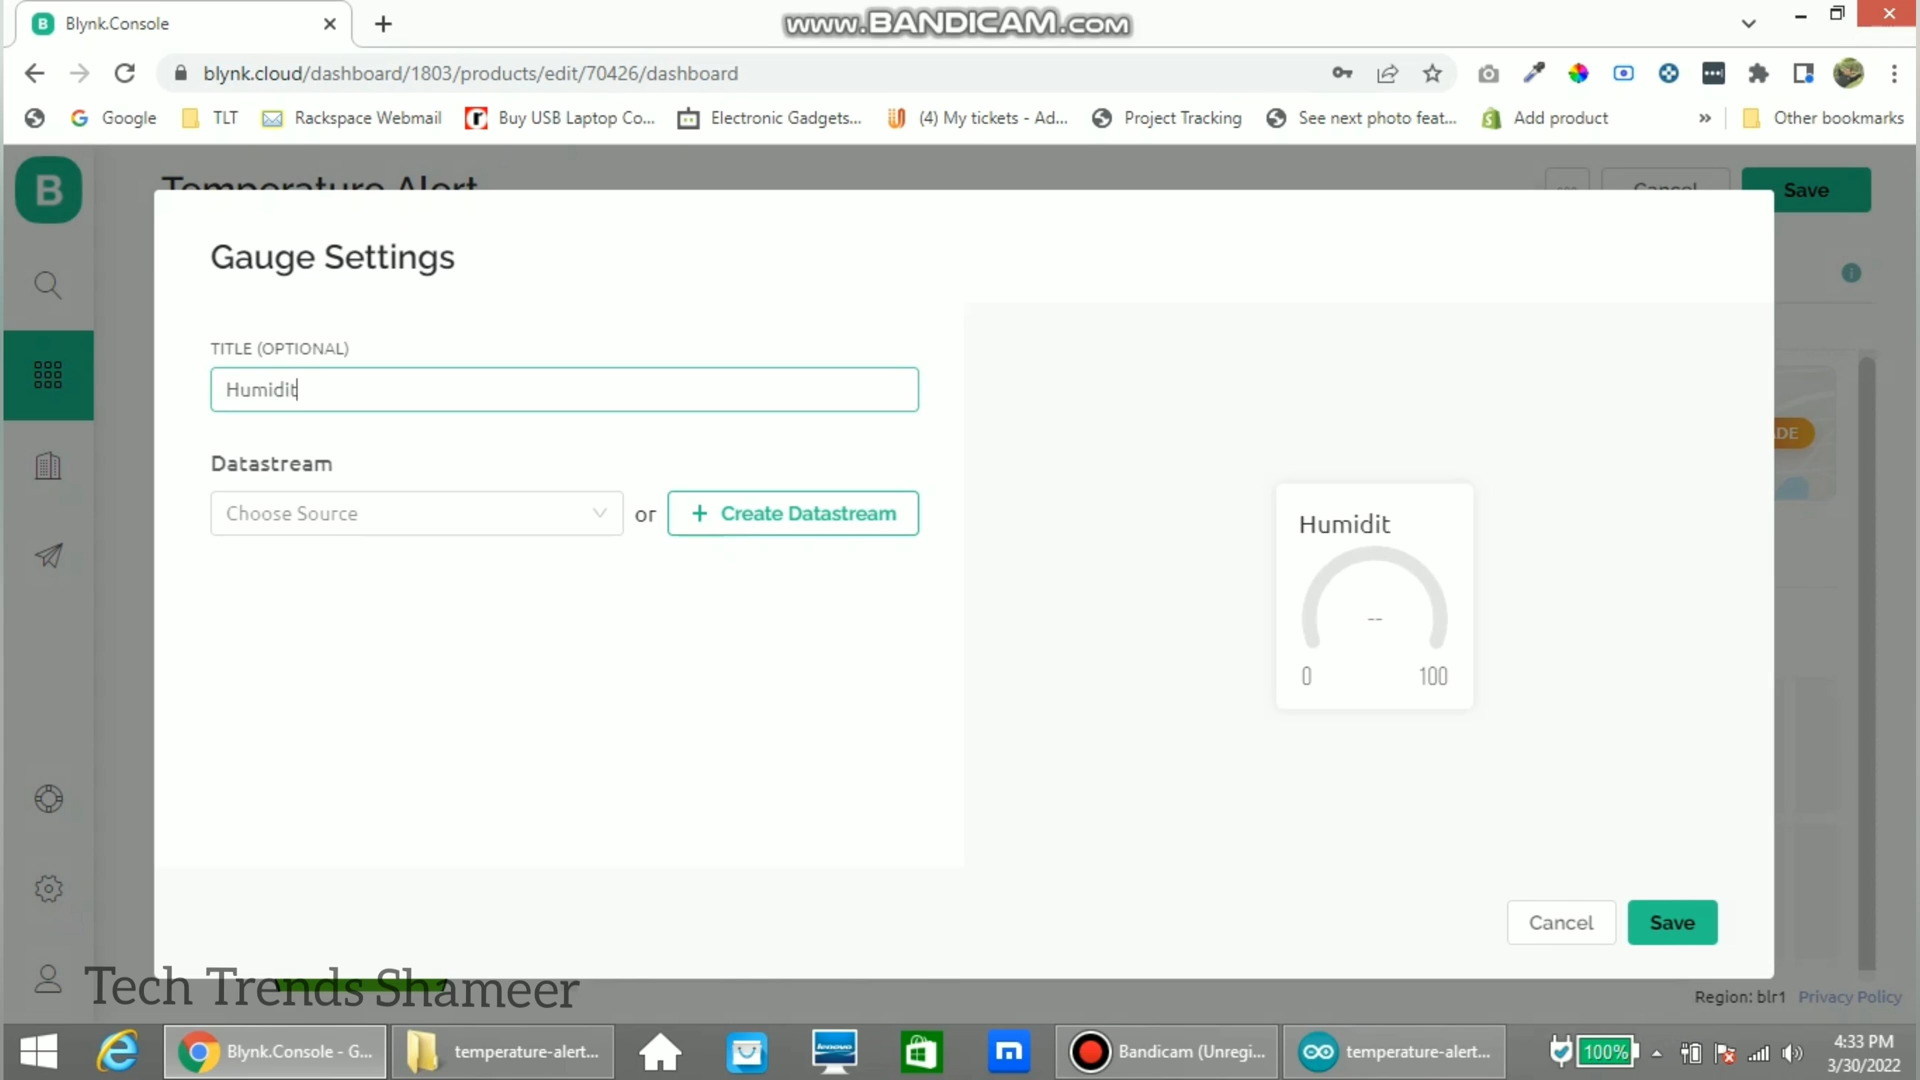 Blynk.Console
www.BANDICAM.com
blynk.cloud/dashboard/1803/products/edit/70426/dashboard
Google
TLT
Rackspace Webmail
Buy USB Laptop Co...
Electronic Gadgets...
(4) My tickets - Ad...
Project Tracking
See next photo feat...
Add product
»
Other bookmarks
B
Temperature Alert
Cancel
Save
Gauge Settings
TITLE (OPTIONAL)
Humidit
Datastream
Choose Source
or
+ Create Datastream
Humidit
--
0
100
DE
Cancel
Save
Tech Trends Shameer
Region: blr1
Privacy Policy
Blynk.Console - G...
temperature-alert...
lenovo
Bandicam (Unregi...
temperature-alert...
100%
4:33 PM
3/30/2022